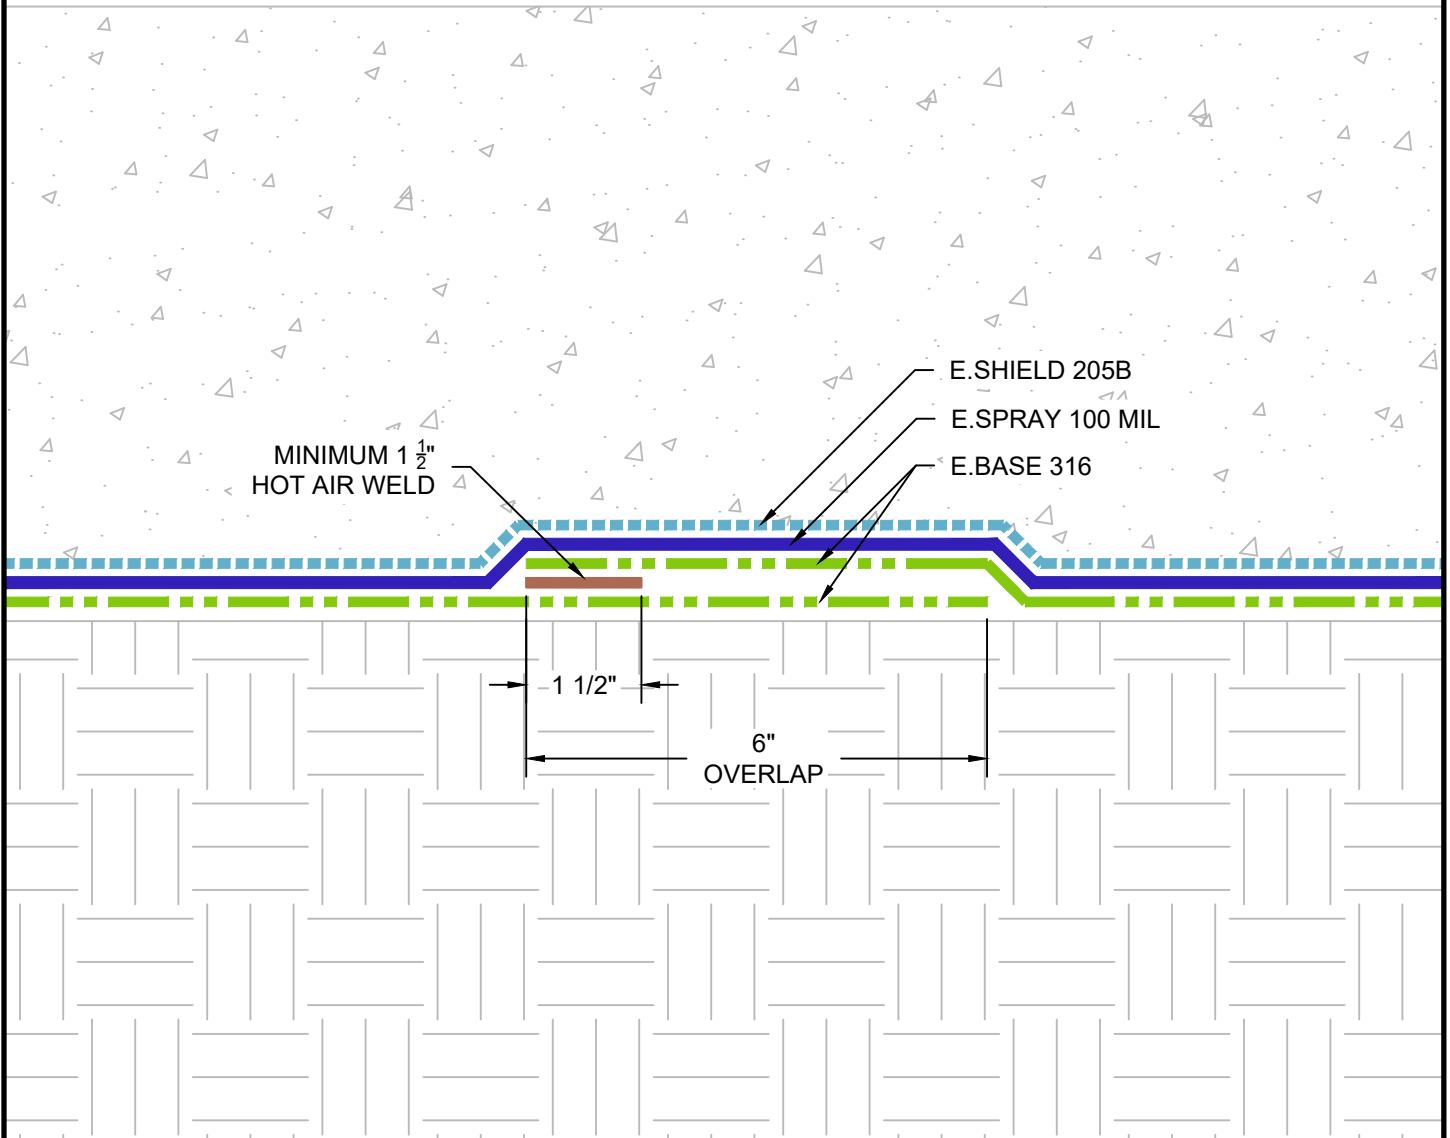 E.SHIELD 205B
E.SPRAY 100 MIL
E.BASE 316
MINIMUM 1 1/2"
HOT AIR WELD
1 1/2"
6"
OVERLAP